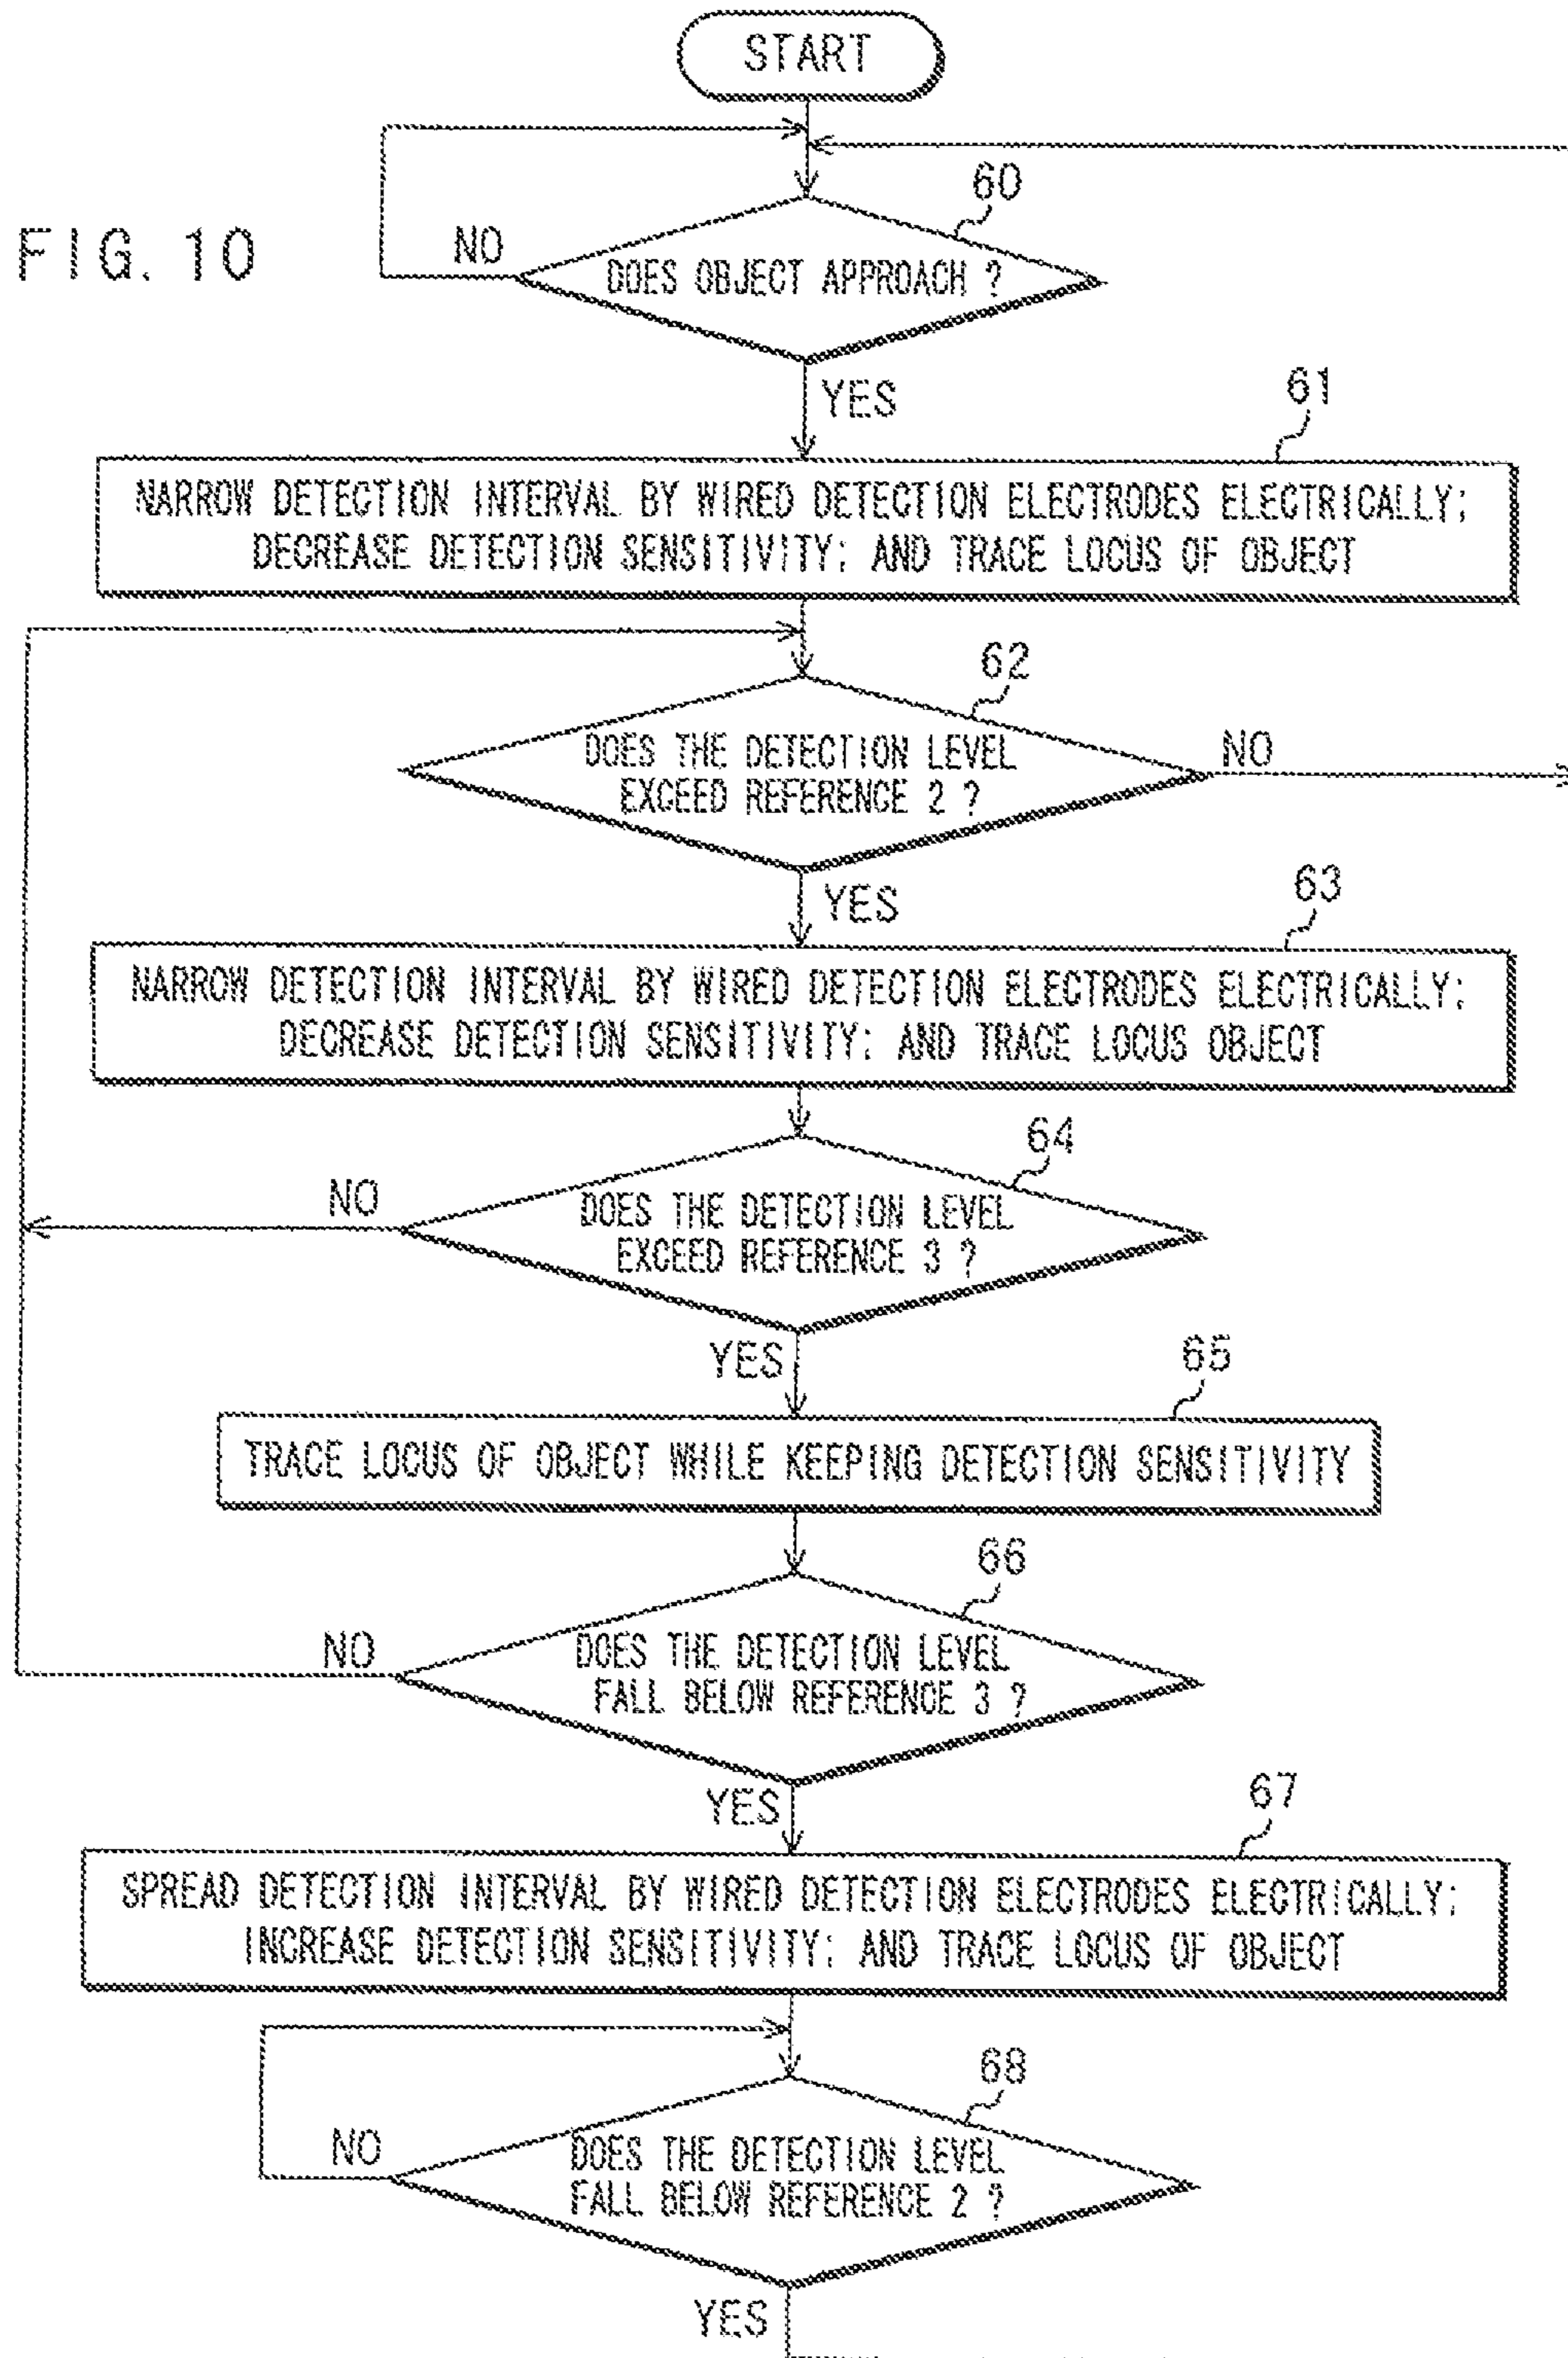 START
FIG. 10
60
NO
DOES OBJECT APPROACH ?
YES
61
NARROW DETECTION INTERVAL BY WIRED DETECTION ELECTRODES ELECTRICALLY;
DECREASE DETECTION SENSITIVITY; AND TRACE LOCUS OF OBJECT
62
DOES THE DETECTION LEVEL
EXCEED REFERENCE 2 ?
NO
YES
63
NARROW DETECTION INTERVAL BY WIRED DETECTION ELECTRODES ELECTRICALLY;
DECREASE DETECTION SENSITIVITY; AND TRACE LOCUS OBJECT
64
NO
DOES THE DETECTION LEVEL
EXCEED REFERENCE 3 ?
YES
65
TRACE LOCUS OF OBJECT WHILE KEEPING DETECTION SENSITIVITY
66
NO
DOES THE DETECTION LEVEL
FALL BELOW REFERENCE 3 ?
YES
67
SPREAD DETECTION INTERVAL BY WIRED DETECTION ELECTRODES ELECTRICALLY;
INCREASE DETECTION SENSITIVITY; AND TRACE LOCUS OF OBJECT
68
NO
DOES THE DETECTION LEVEL
FALL BELOW REFERENCE 2 ?
YES